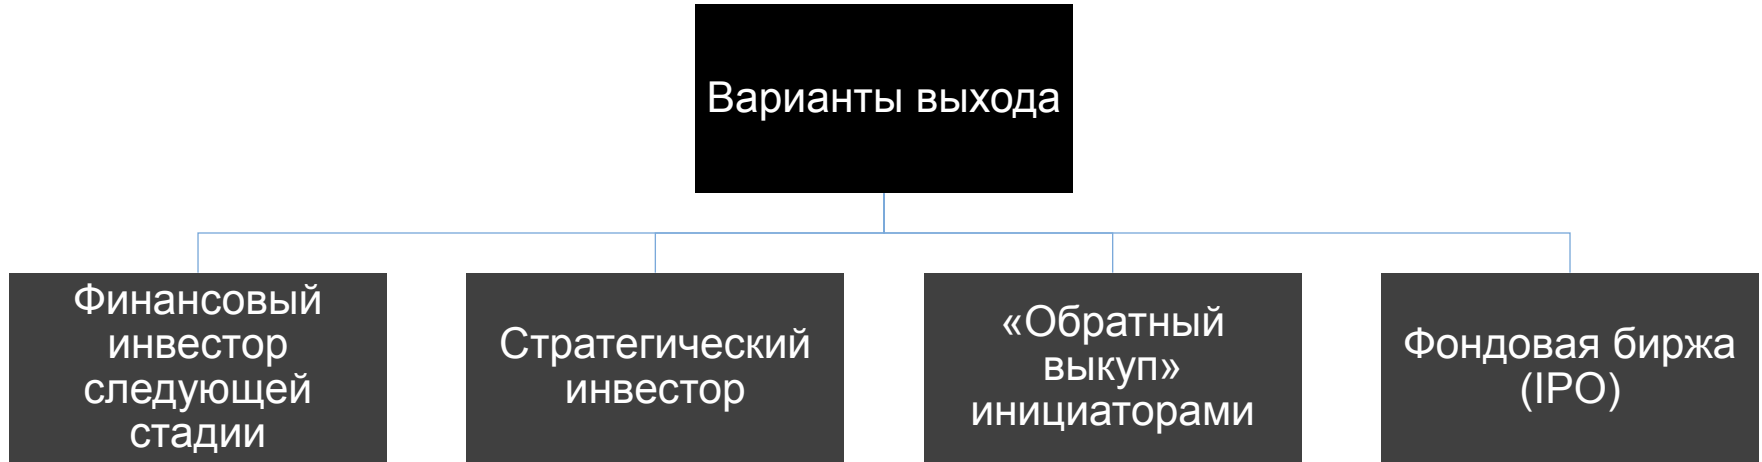 Варианты выхода
Финансовый
инвестор
следующей
стадии
Стратегический
инвестор
«Обратный
выкуп»
инициаторами
Фондовая биржа
(IPO)